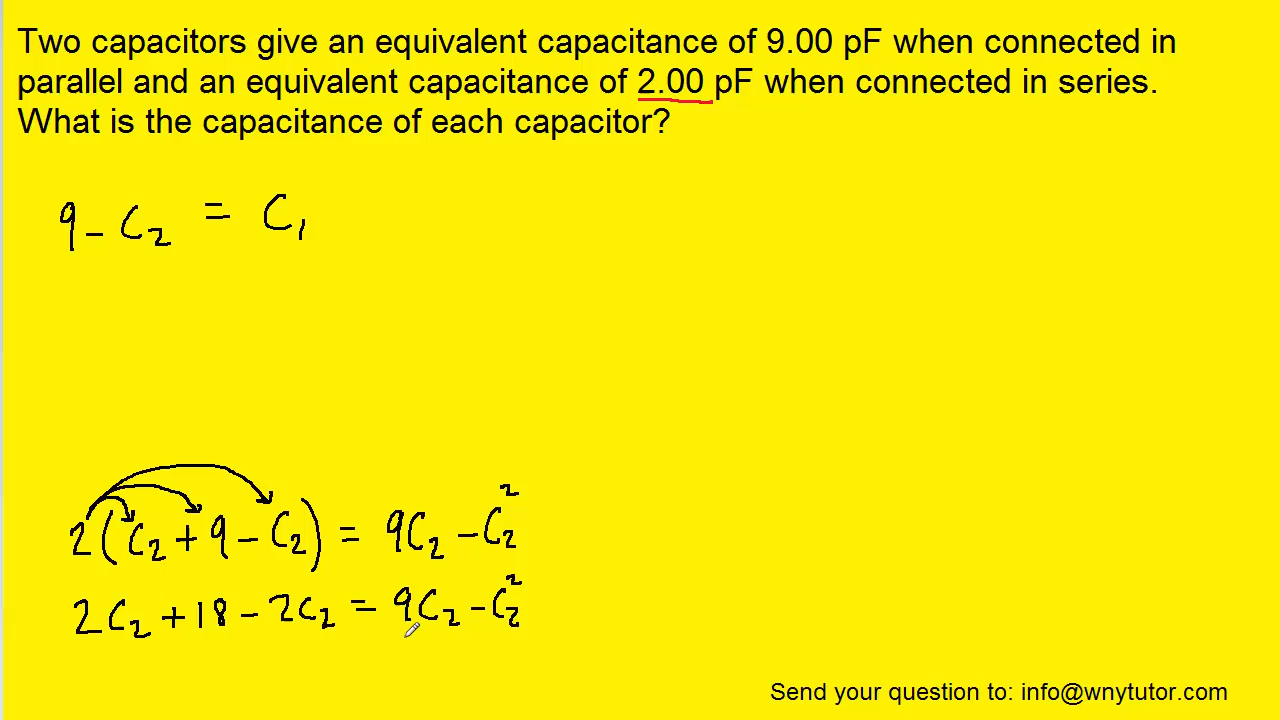 Two capacitors give an equivalent capacitance of 9.00 pF when connected in
parallel and an equivalent capacitance of 2.00 pF when connected in series.
What is the capacitance of each capacitor?
9 - C₂ = C₁
2(C₂ + 9 - C₂) = 9C₂ - C₂²
2C₂ + 18 - 2C₂ = 9C₂ - C₂²
Send your question to: info@wnytutor.com